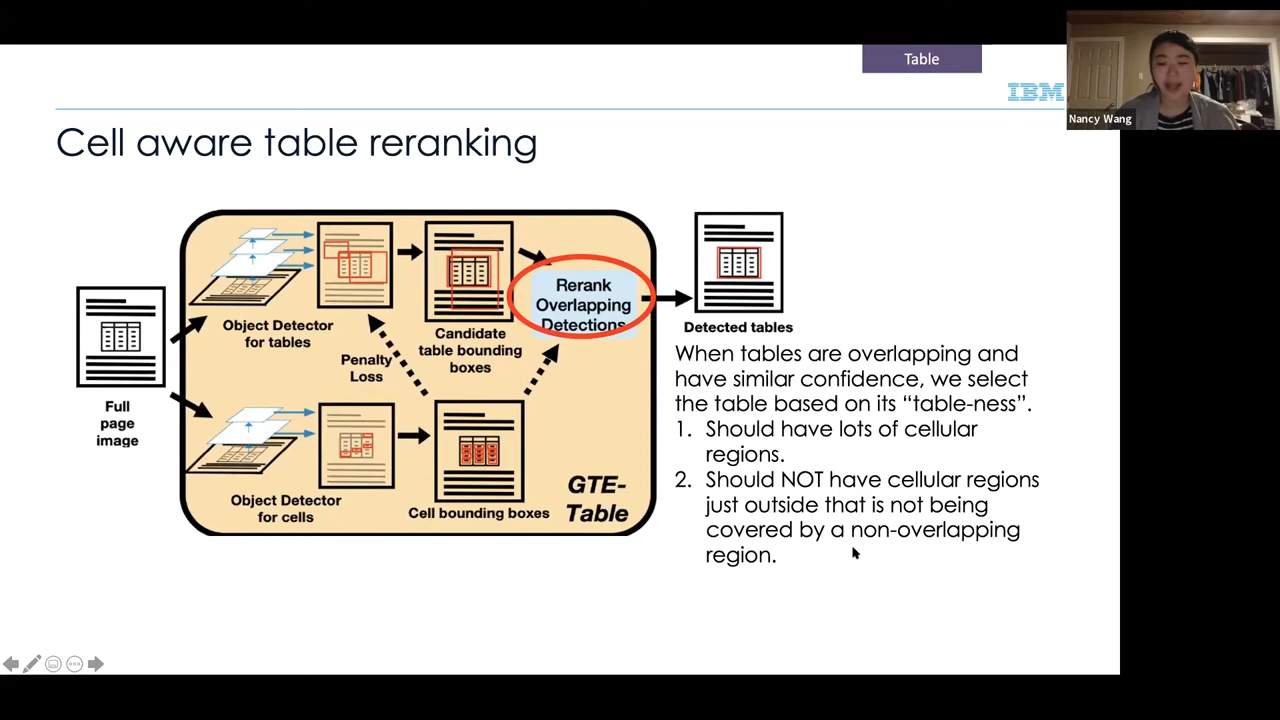 Table
IBM
Nancy Wang
Cell aware table reranking
Full
page
image
Object Detector
for tables
Penalty
Loss
Candidate
table bounding
boxes
Rerank
Overlapping
Detections
Object Detector
for cells
Cell bounding boxes
GTE-
Table
Detected tables
When tables are overlapping and
have similar confidence, we select
the table based on its “table-ness”.
1. Should have lots of cellular
regions.
2. Should NOT have cellular regions
just outside that is not being
covered by a non-overlapping
region.